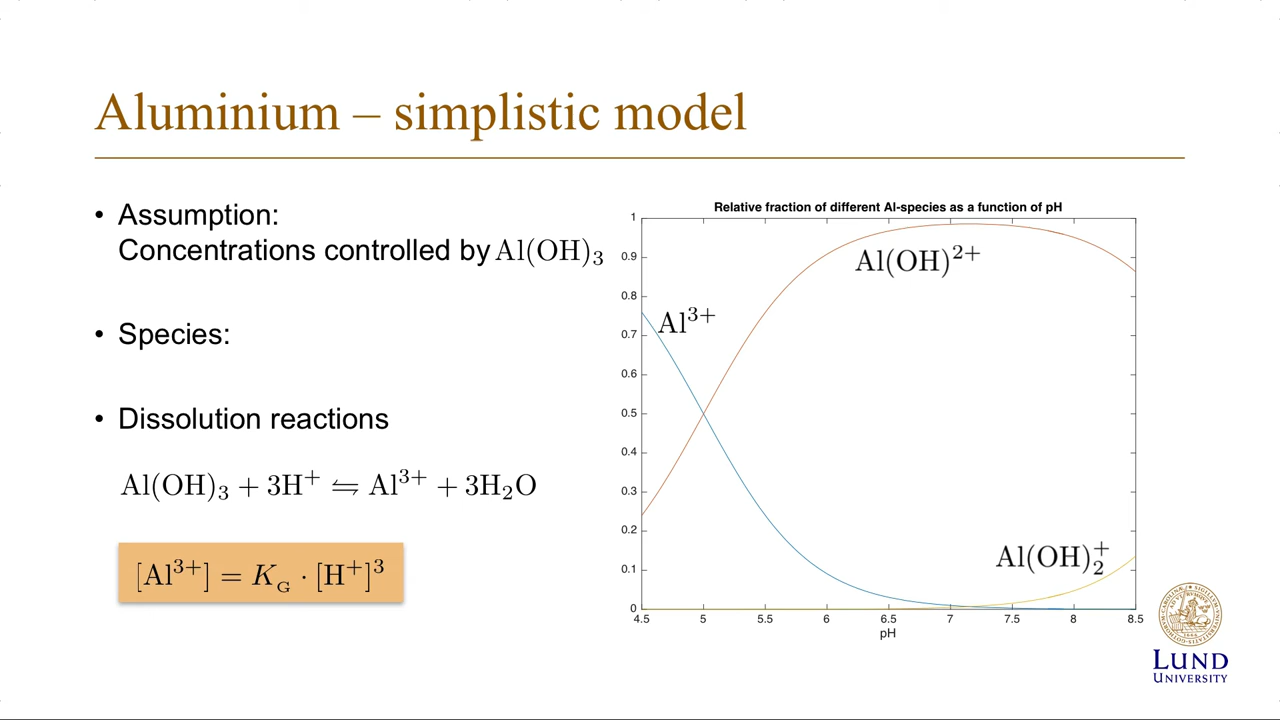 Aluminium – simplistic model
• Assumption:
Concentrations controlled by Al(OH)₃
• Species:
• Dissolution reactions
Al(OH)₃ + 3H⁺ ⇋ Al³⁺ + 3H₂O
[Al³⁺] = K_G · [H⁺]³
Relative fraction of different Al-species as a function of pH
1
0.9
0.8
0.7
0.6
0.5
0.4
0.3
0.2
0.1
0
Al(OH)²⁺
Al³⁺
Al(OH)₂⁺
4.5 5 5.5 6 6.5 7 7.5 8 8.5
pH
LUND
UNIVERSITY